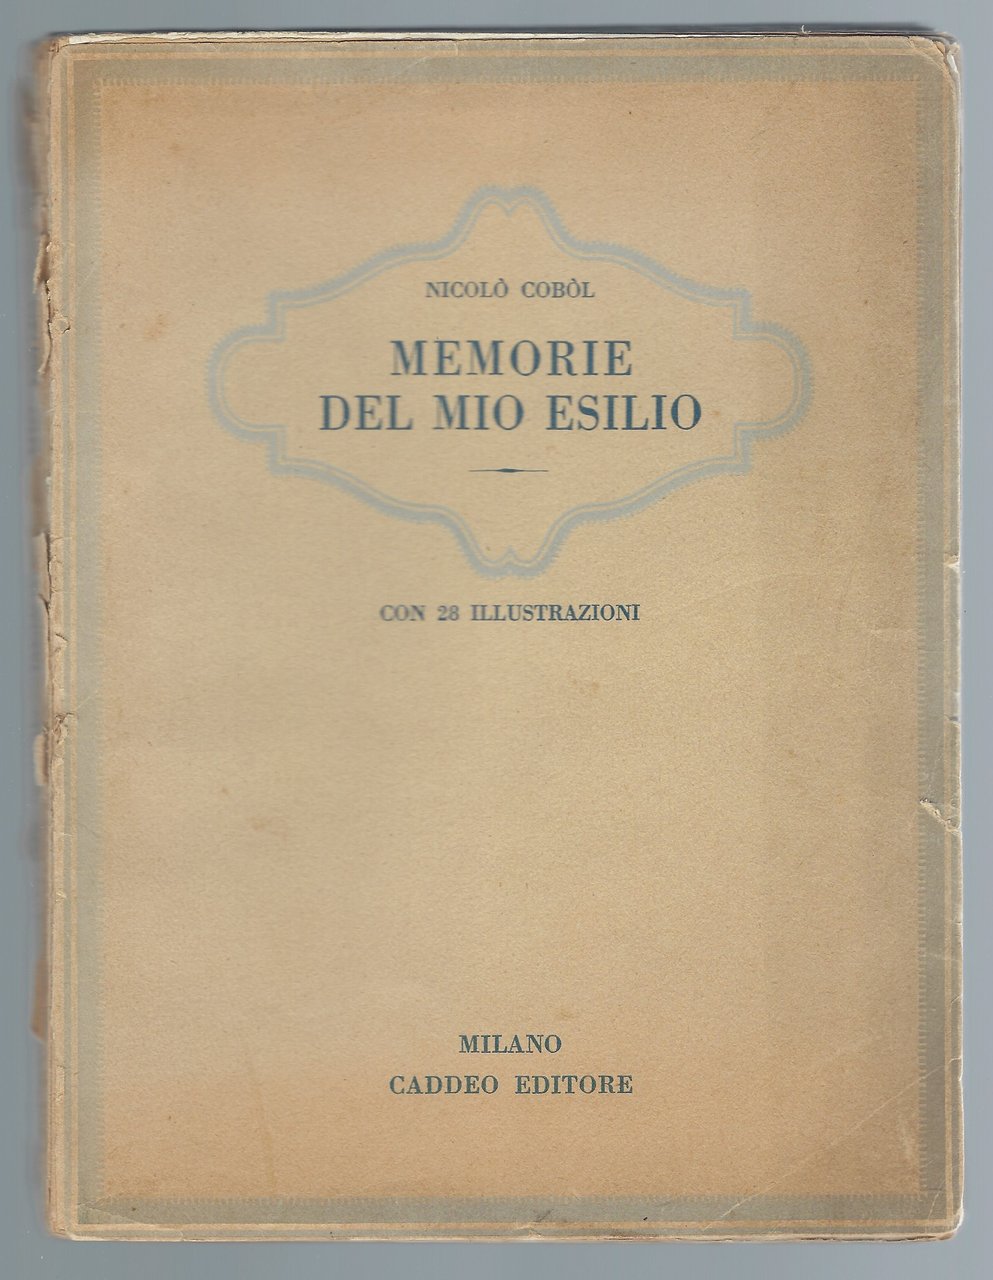 NICOLÒ COBÒL
MEMORIE
DEL MIO ESILIO
CON 28 ILLUSTRAZIONI
MILANO
CADDEO EDITORE